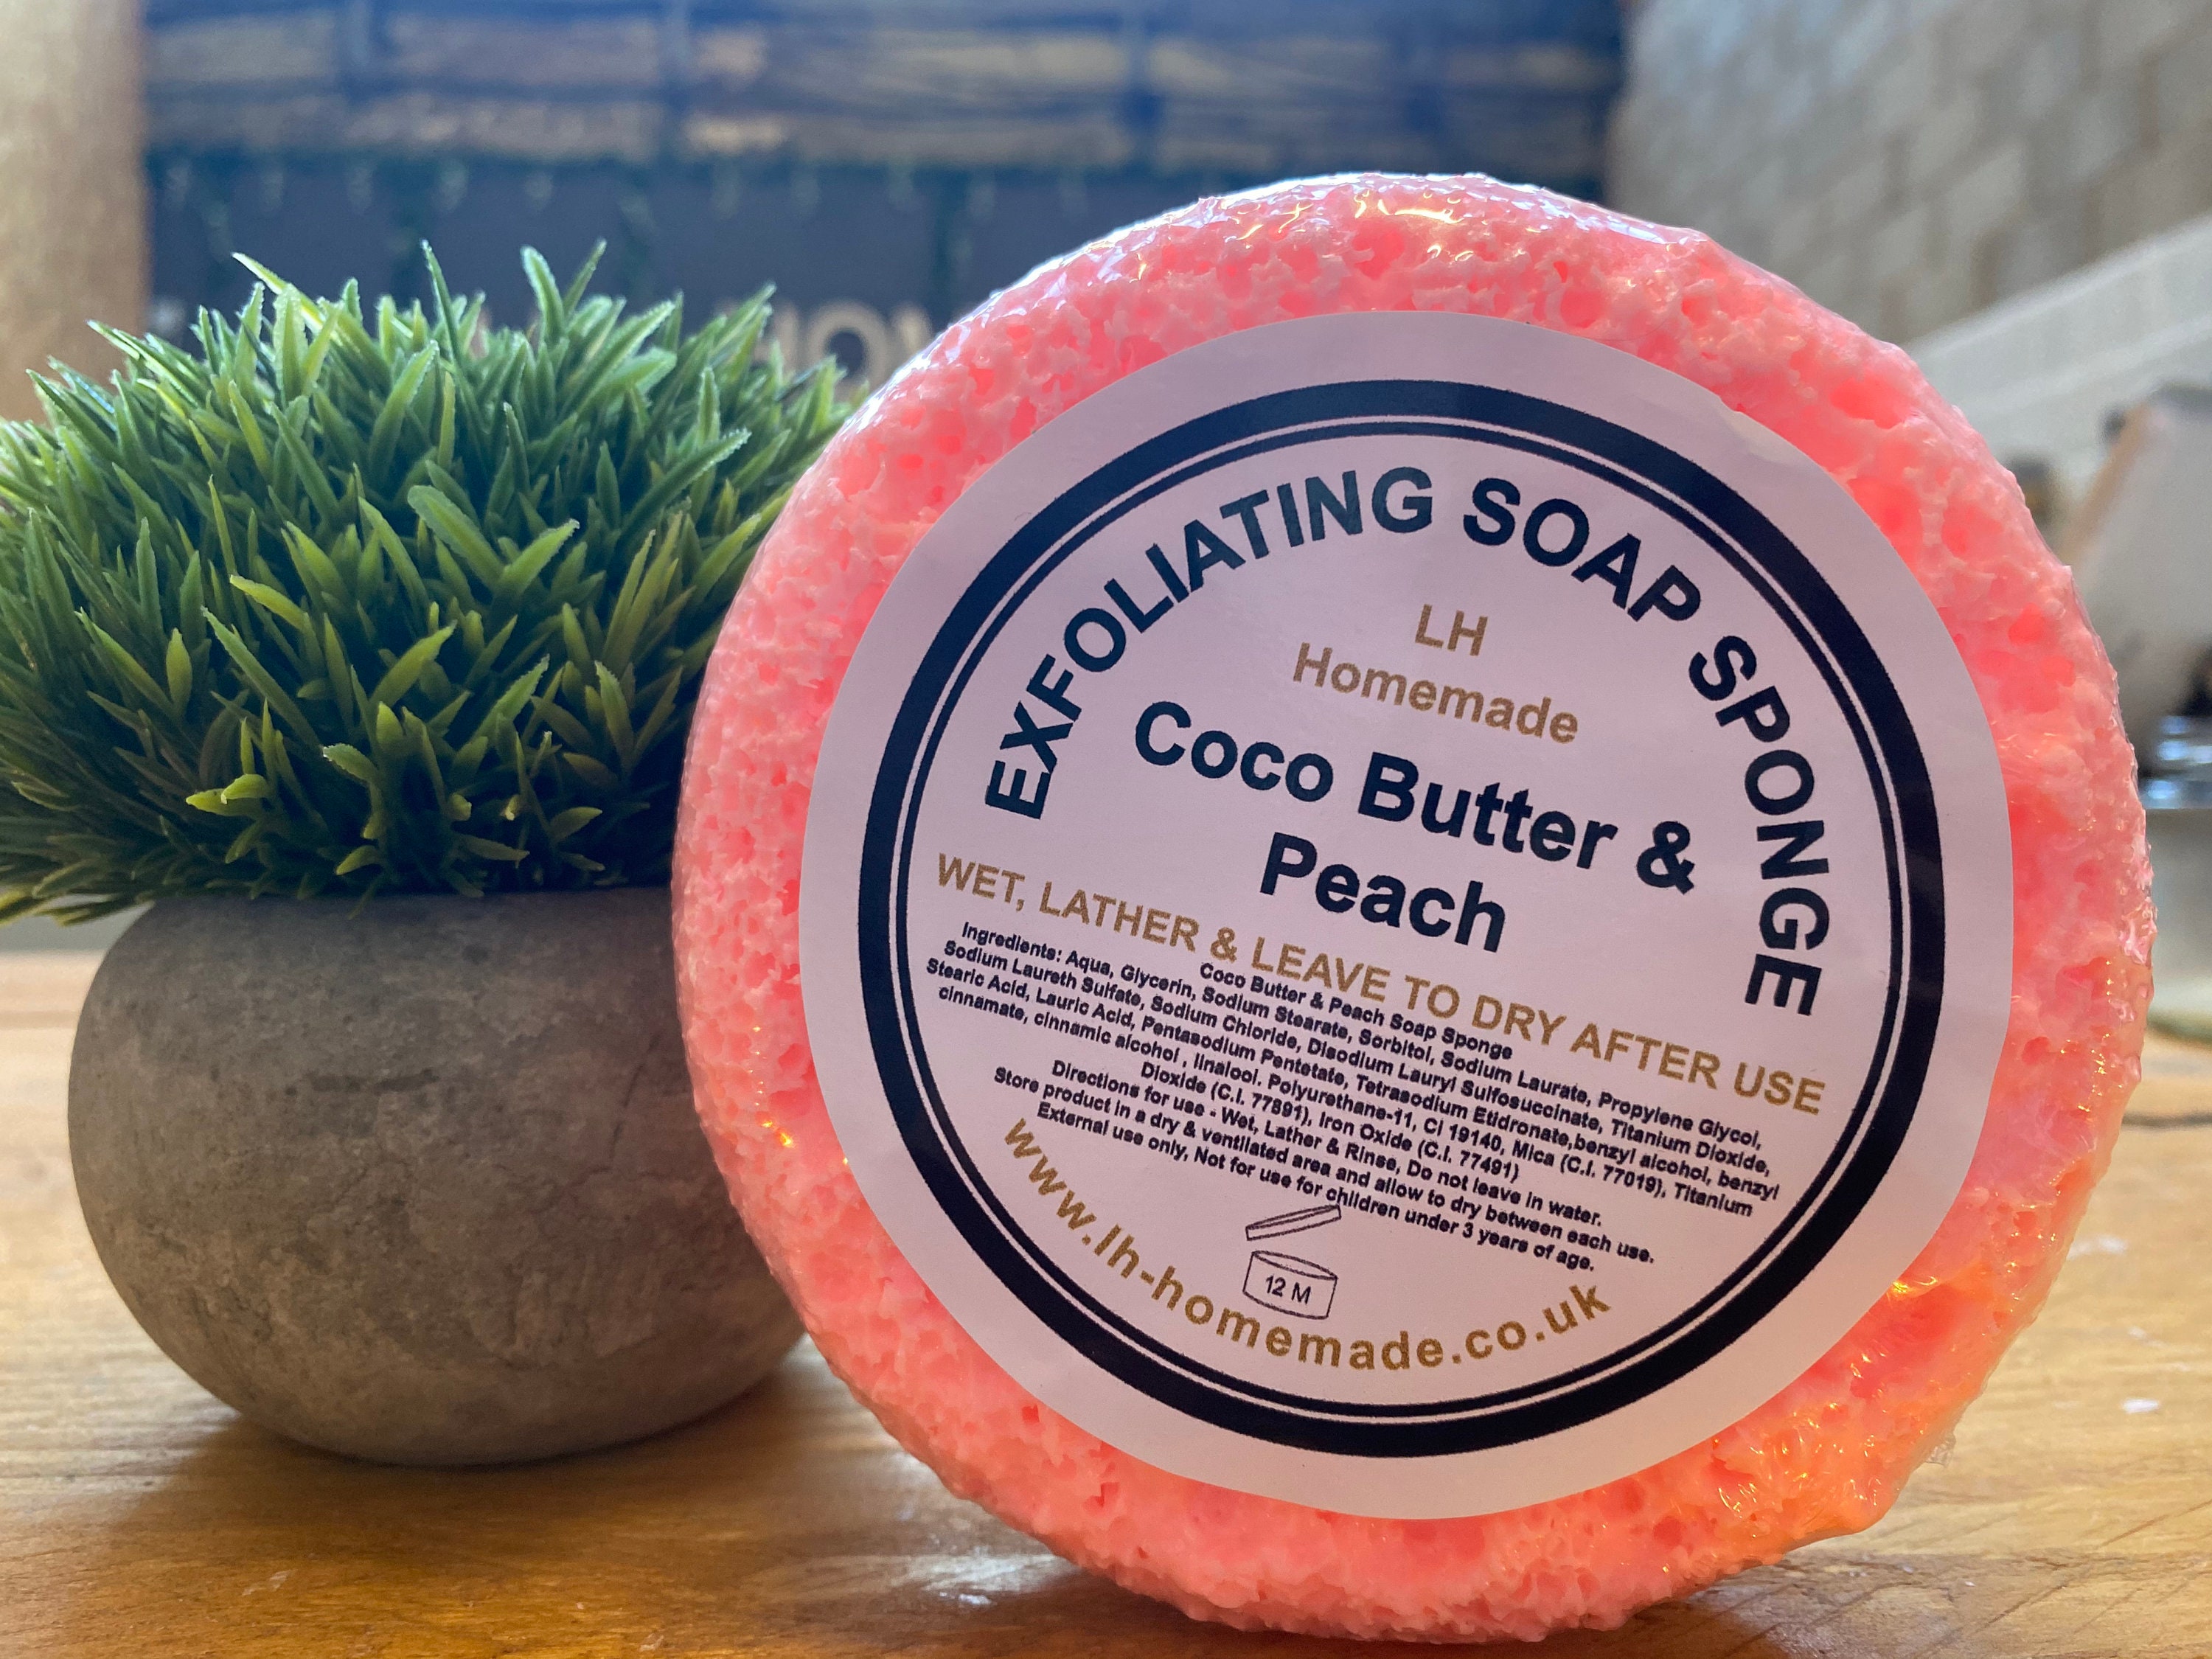 EXFOLIATING SOAP SPONGE
LH
Homemade
Coco Butter &
Peach
WET, LATHER & LEAVE TO DRY AFTER USE
Coco Butter & Peach Soap Sponge
Ingredients: Aqua, Glycerin, Sodium Stearate, Sorbitol, Sodium Laurate, Propylene Glycol,
Sodium Laureth Sulfate, Sodium Chloride, Disodium Lauryl Sulfosuccinate, Titanium Dioxide,
Stearic Acid, Lauric Acid, Pentasodium Pentetate, Tetrasodium Etidronate,benzyl alcohol, benzyl
cinnamate, cinnamic alcohol , linalool. Polyurethane-11, CI 19140, Mica (C.I. 77019), Titanium
Dioxide (C.I. 77891), Iron Oxide (C.I. 77491)
Directions for use - Wet, Lather & Rinse, Do not leave in water.
Store product in a dry & ventilated area and allow to dry between each use.
External use only, Not for use for children under 3 years of age.
12 M
www.lh-homemade.co.uk